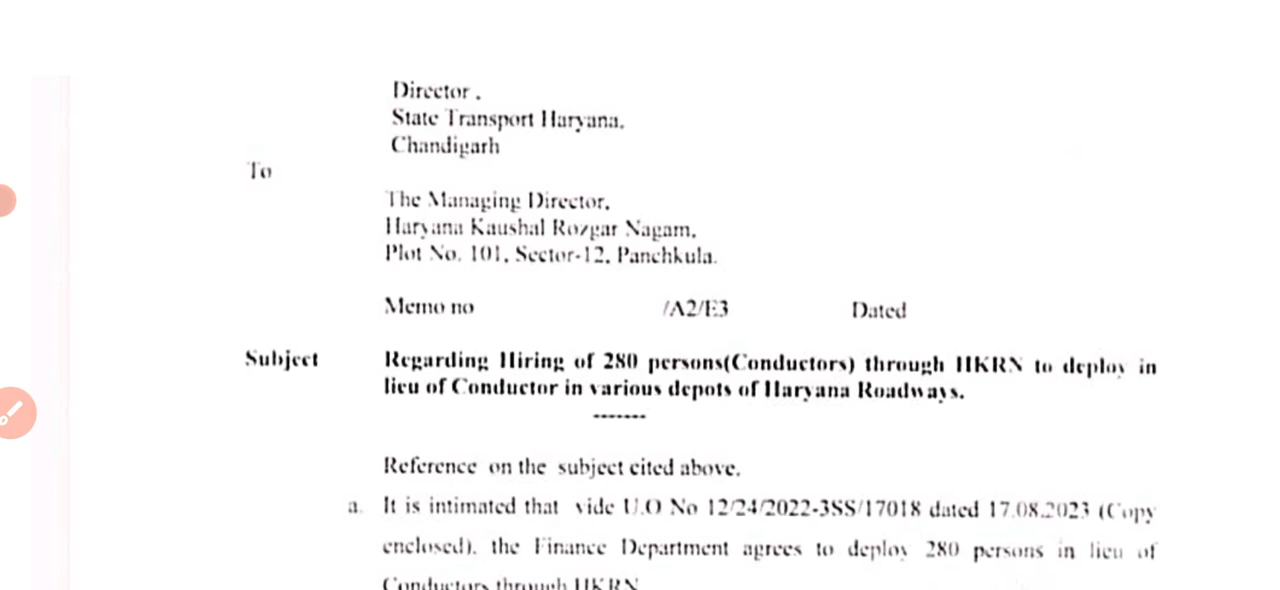 Director ,
State Transport Haryana,
Chandigarh
To
The Managing Director,
Haryana Kaushal Rozgar Nagam,
Plot No. 101, Sector-12, Panchkula.
Memo no /A2/E3 Dated
Subject Regarding Hiring of 280 persons(Conductors) through HKRN to deploy in
lieu of Conductor in various depots of Haryana Roadways.
-------
Reference on the subject cited above.
a. It is intimated that vide U.O No 12/24/2022-3SS/17018 dated 17.08.2023 (Copy
enclosed), the Finance Department agrees to deploy 280 persons in lieu of
Conductors through HKRN